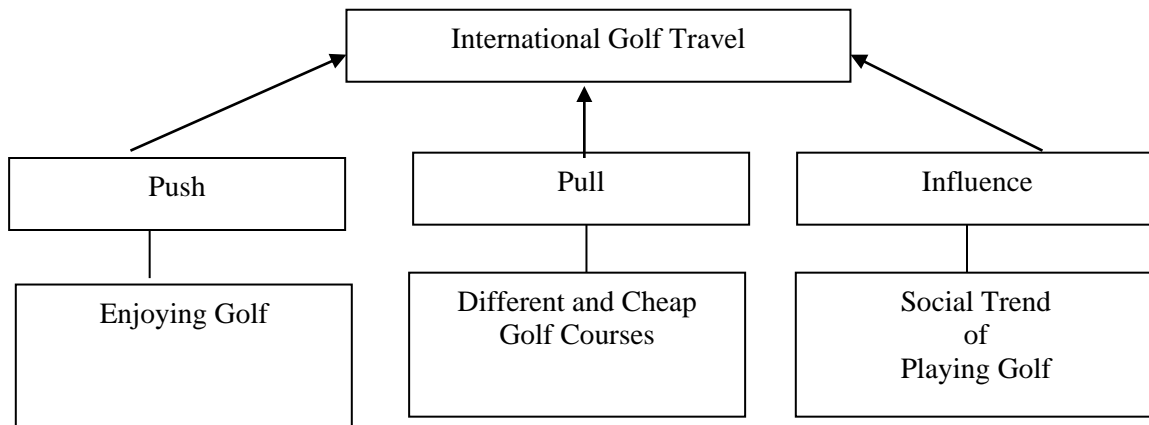 International Golf Travel
Push
Pull
Influence
Enjoying Golf
Different and Cheap
Golf Courses
Social Trend
of
Playing Golf